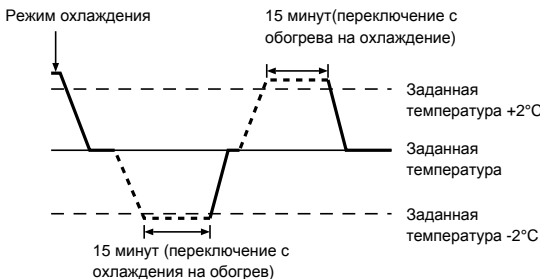 Режим охлаждения
15 минут(переключение с
обогрева на охлаждение)
Заданная
температура +2°C
Заданная
температура
Заданная
температура -2°C
15 минут (переключение с
охлаждения на обогрев)